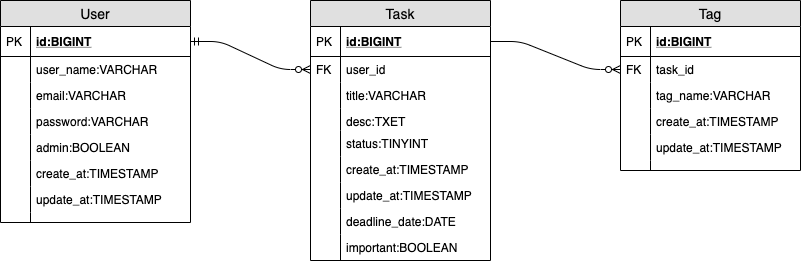 User
PK id:BIGINT
user_name:VARCHAR
email:VARCHAR
password:VARCHAR
admin:BOOLEAN
create_at:TIMESTAMP
update_at:TIMESTAMP
Task
PK id:BIGINT
FK user_id
title:VARCHAR
desc:TXET
status:TINYINT
create_at:TIMESTAMP
update_at:TIMESTAMP
deadline_date:DATE
important:BOOLEAN
Tag
PK id:BIGINT
FK task_id
tag_name:VARCHAR
create_at:TIMESTAMP
update_at:TIMESTAMP